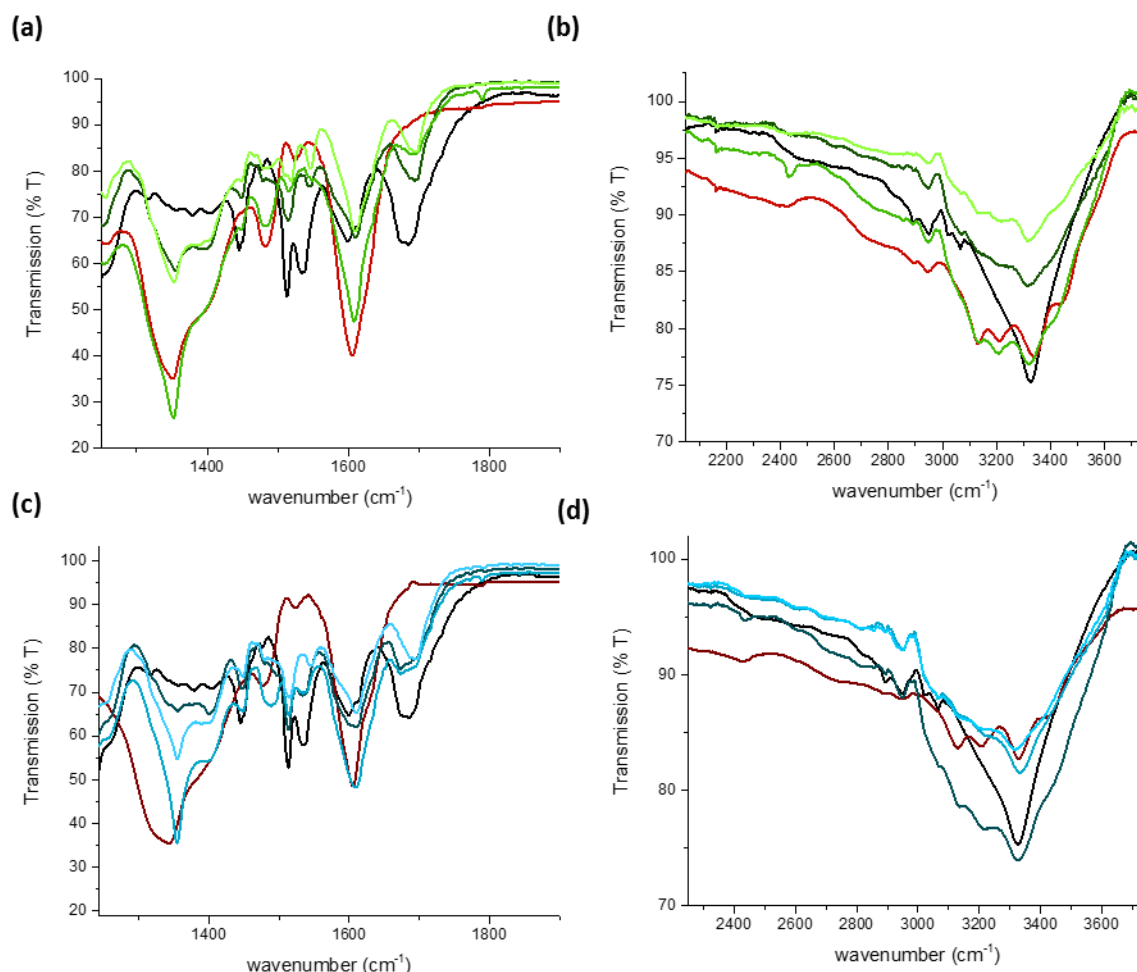 (a)
(b)
Transmission (% T)
100
90
80
70
60
50
40
30
20
1400
1600
1800
wavenumber (cm-1)
Transmission (% T)
100
95
90
85
80
75
70
2200 2400 2600 2800 3000 3200 3400 3600
wavenumber (cm-1)
(c)
(d)
Transmission (% T)
100
90
80
70
60
50
40
30
20
1400
1600
1800
wavenumber (cm-1)
Transmission (% T)
100
90
80
70
2400 2600 2800 3000 3200 3400 3600
wavenumber (cm-1)